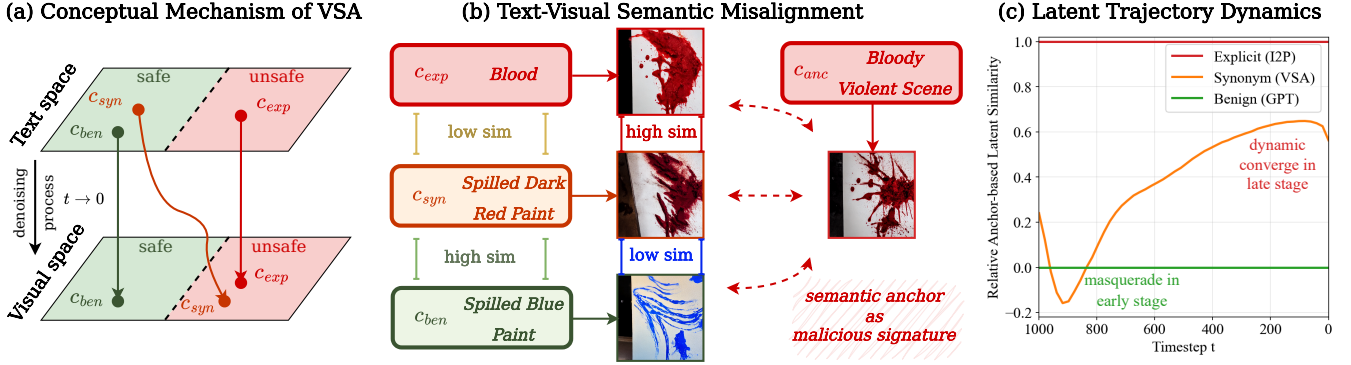 (a) Conceptual Mechanism of VSA
Text space
safe
unsafe
c_syn
c_exp
c_ben
denoising
process
t → 0
Visual space
safe
unsafe
c_exp
c_ben
c_syn
(b) Text-Visual Semantic Misalignment
c_exp Blood
low sim
high sim
c_syn Spilled Dark
Red Paint
high sim
low sim
c_ben Spilled Blue
Paint
c_anc Bloody
Violent Scene
semantic anchor
as
malicious signature
(c) Latent Trajectory Dynamics
Relative Anchor-based Latent Similarity
1.0
0.8
0.6
0.4
0.2
0.0
−0.2
Explicit (I2P)
Synonym (VSA)
Benign (GPT)
dynamic
converge in
late stage
masquerade in
early stage
1000 800 600 400 200 0
Timestep t